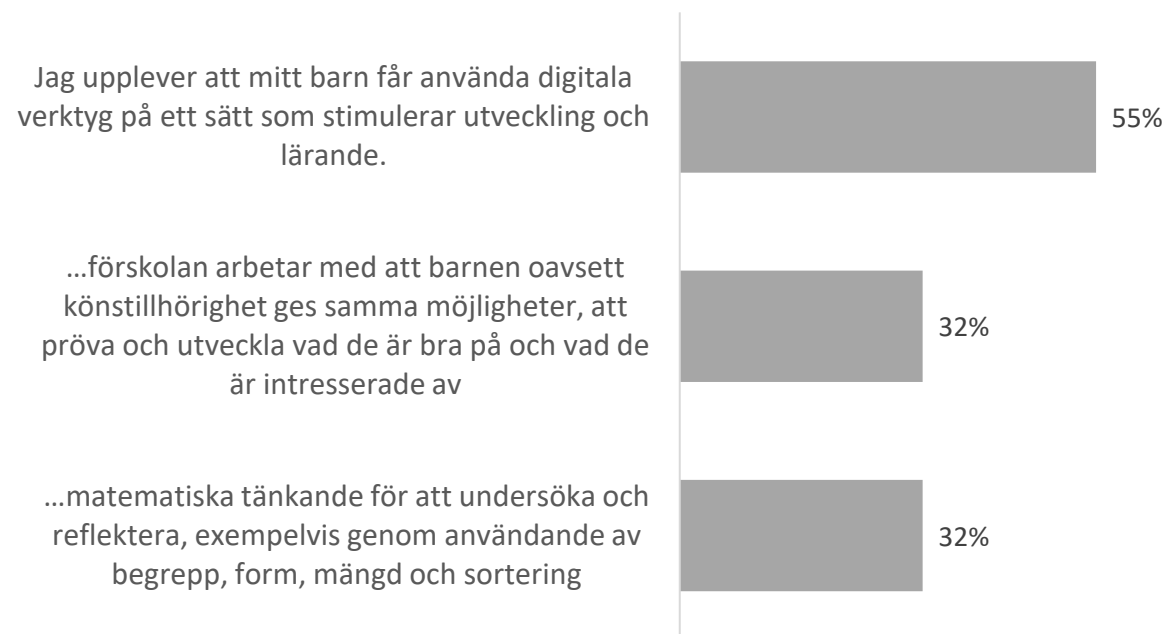 Jag upplever att mitt barn får använda digitala
verktyg på ett sätt som stimulerar utveckling och
lärande.
55%
…förskolan arbetar med att barnen oavsett
könstillhörighet ges samma möjligheter, att
pröva och utveckla vad de är bra på och vad de
är intresserade av
32%
…matematiska tänkande för att undersöka och
reflektera, exempelvis genom användande av
begrepp, form, mängd och sortering
32%